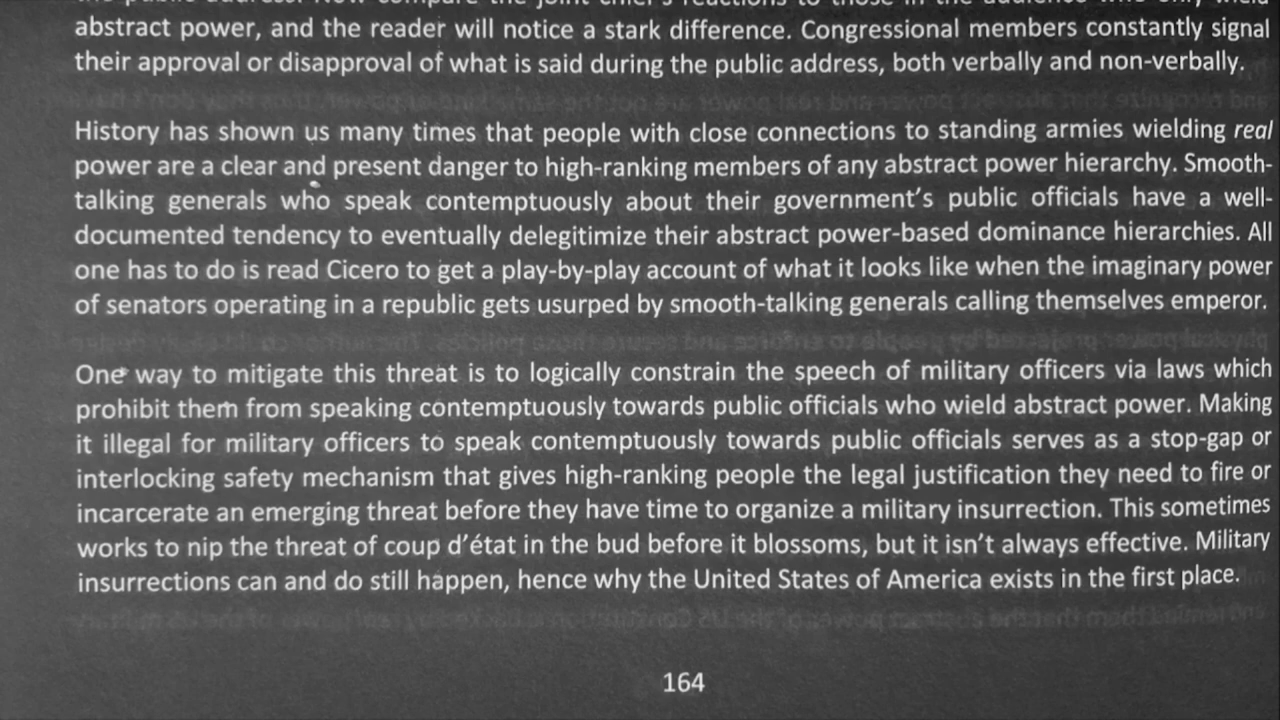 abstract power, and the reader will notice a stark difference. Congressional members constantly signal
their approval or disapproval of what is said during the public address, both verbally and non-verbally.
History has shown us many times that people with close connections to standing armies wielding real
power are a clear and present danger to high-ranking members of any abstract power hierarchy. Smooth-
talking generals who speak contemptuously about their government's public officials have a well-
documented tendency to eventually delegitimize their abstract power-based dominance hierarchies. All
one has to do is read Cicero to get a play-by-play account of what it looks like when the imaginary power
of senators operating in a republic gets usurped by smooth-talking generals calling themselves emperor.
One way to mitigate this threat is to logically constrain the speech of military officers via laws which
prohibit them from speaking contemptuously towards public officials who wield abstract power. Making
it illegal for military officers to speak contemptuously towards public officials serves as a stop-gap or
interlocking safety mechanism that gives high-ranking people the legal justification they need to fire or
incarcerate an emerging threat before they have time to organize a military insurrection. This sometimes
works to nip the threat of coup d'état in the bud before it blossoms, but it isn't always effective. Military
insurrections can and do still happen, hence why the United States of America exists in the first place.
164